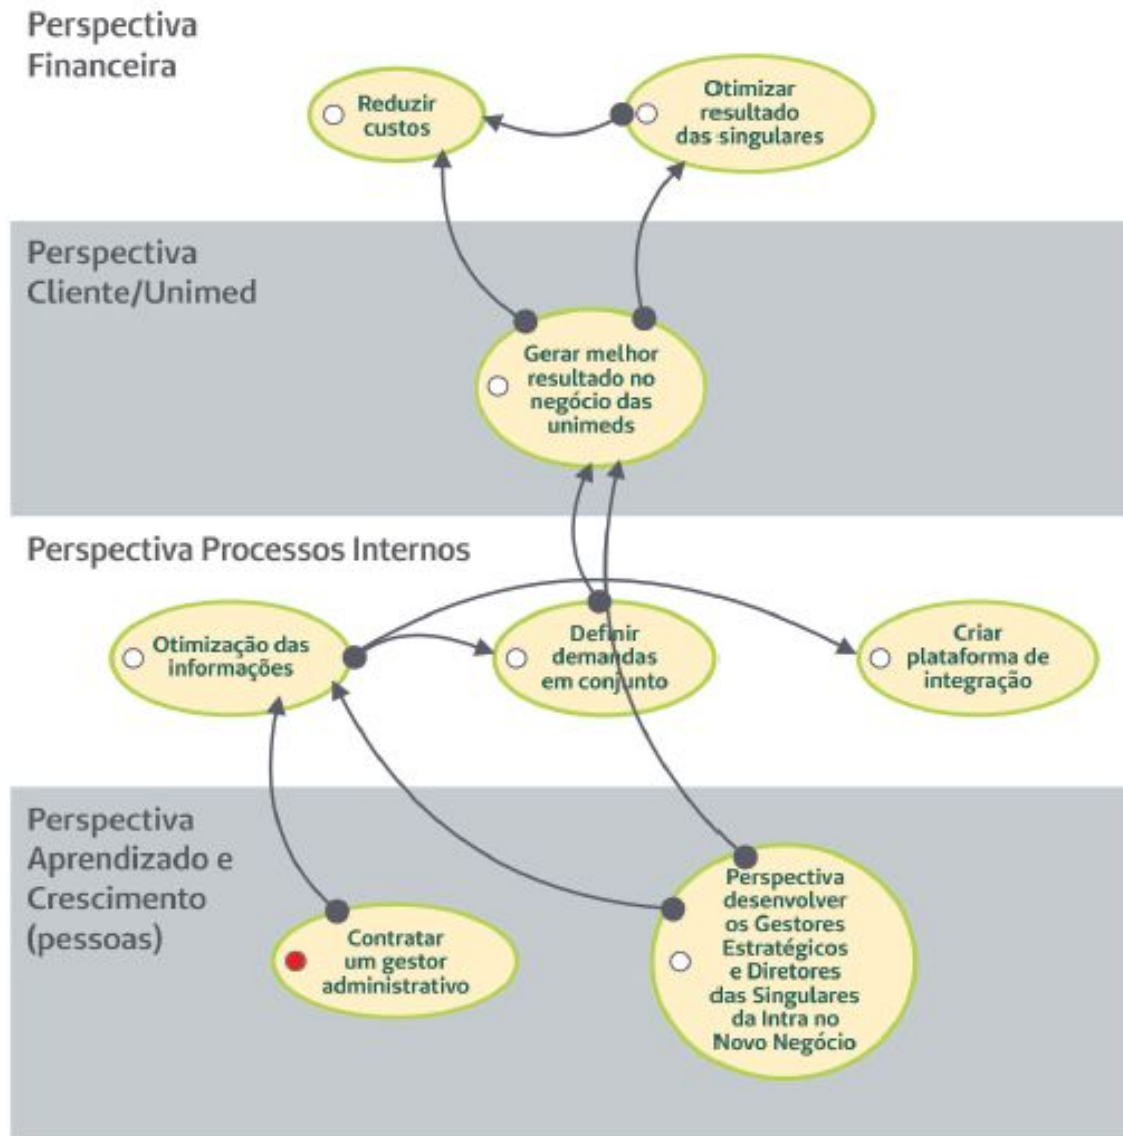 Perspectiva
Financeira
Reduzir
custos
Otimizar
resultado
das singulares
Perspectiva
Cliente/Unimed
Gerar melhor
resultado no
negócio das
unimeds
Perspectiva Processos Internos
Otimização das
informações
Definir
demandas
em conjunto
Criar
plataforma de
integração
Perspectiva
Aprendizado e
Crescimento
(pessoas)
Contratar
um gestor
administrativo
Perspectiva
desenvolver
os Gestores
Estratégicos
e Diretores
das Singulares
da Intra no
Novo Negócio